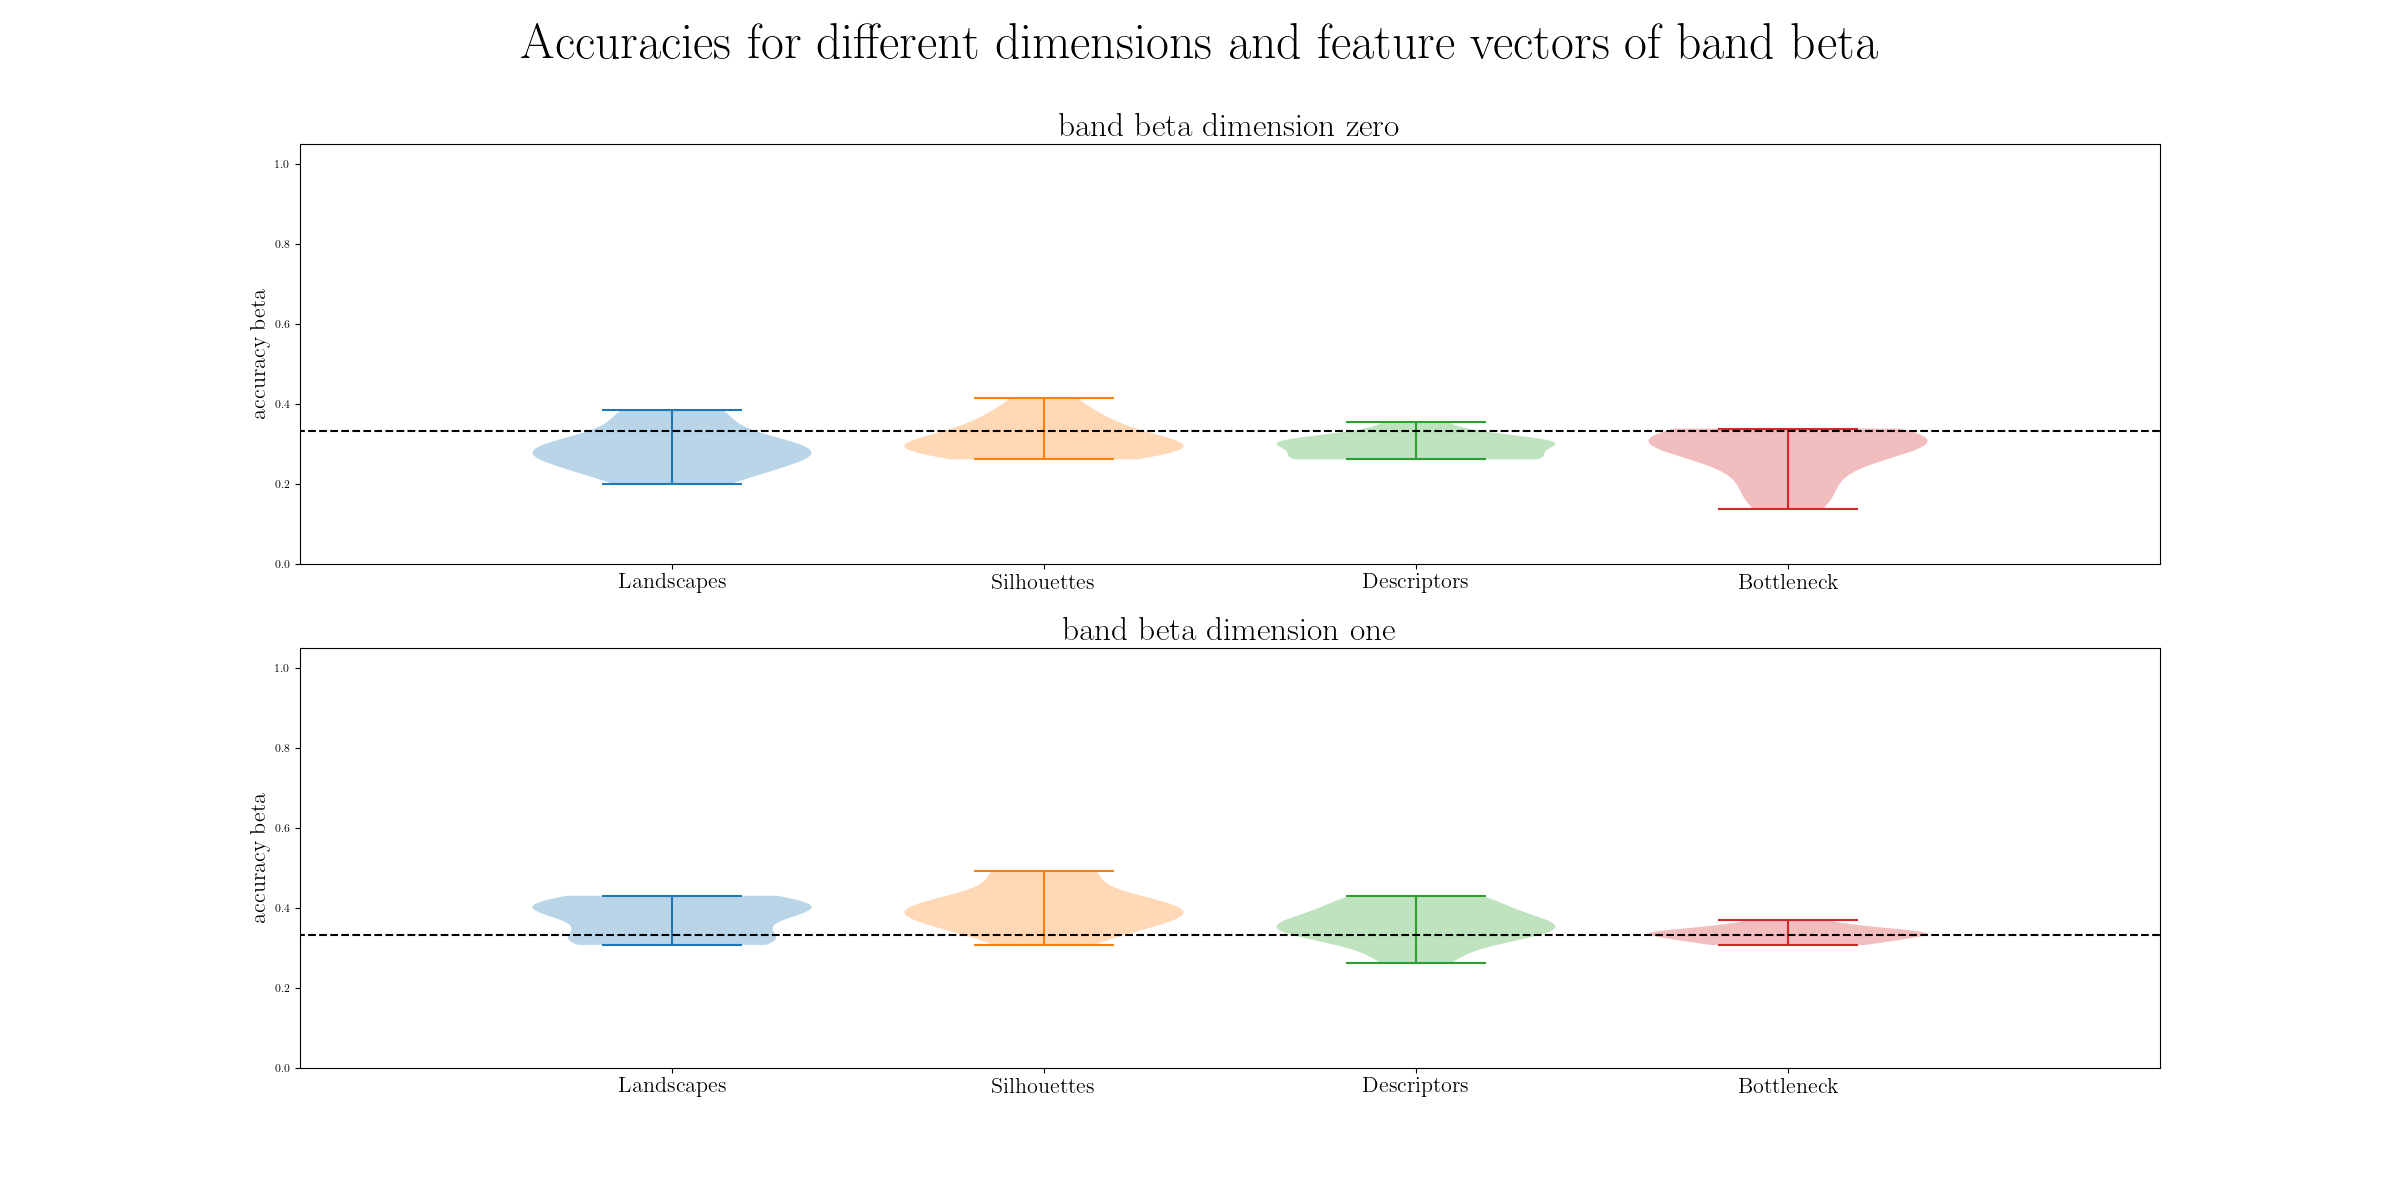 Accuracies for different dimensions and feature vectors of band beta
band beta dimension zero
1.0
0.8
0.6
0.4
0.2
0.0
accuracy beta
Landscapes Silhouettes Descriptors Bottleneck
band beta dimension one
1.0
0.8
0.6
0.4
0.2
0.0
accuracy beta
Landscapes Silhouettes Descriptors Bottleneck